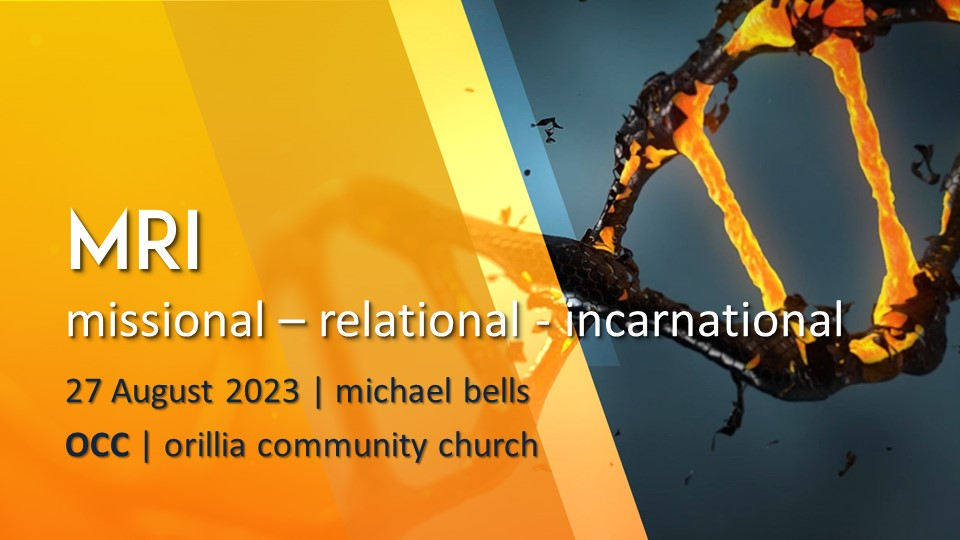 MRI
missional – relational - incarnational
27 August 2023 | michael bells
OCC | orillia community church